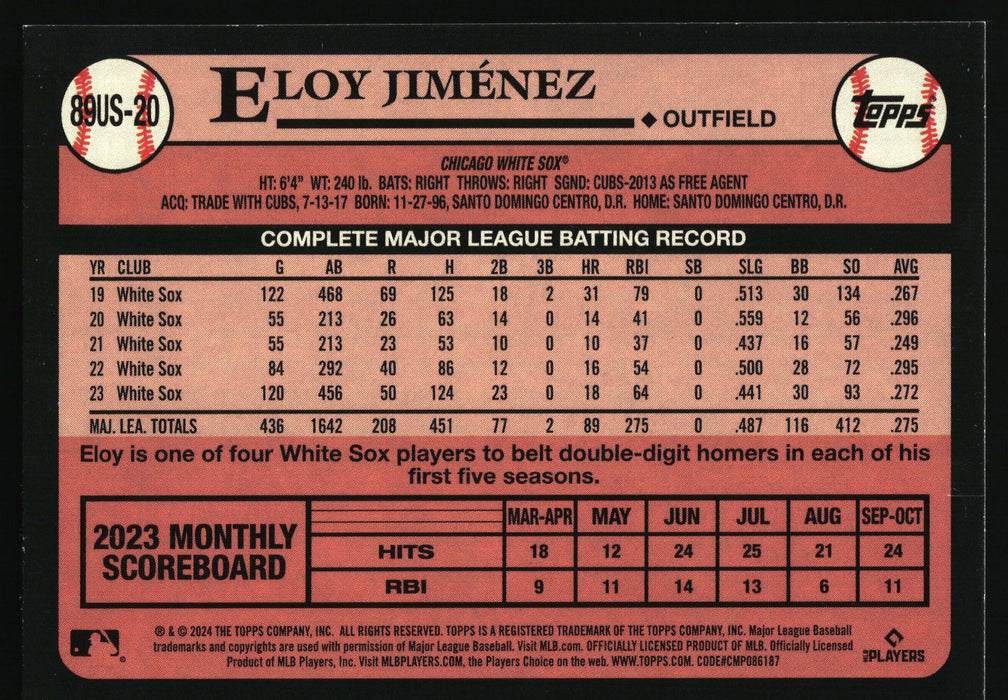 89US-20
ELOY JIMÉNEZ
◆ OUTFIELD
TOPPS®
CHICAGO WHITE SOX®
HT: 6'4" WT: 240 lb. BATS: RIGHT THROWS: RIGHT SGND: CUBS-2013 AS FREE AGENT
ACQ: TRADE WITH CUBS, 7-13-17 BORN: 11-27-96, SANTO DOMINGO CENTRO, D.R. HOME: SANTO DOMINGO CENTRO, D.R.
COMPLETE MAJOR LEAGUE BATTING RECORD
YR CLUB G AB R H 2B 3B HR RBI SB SLG BB SO AVG
19 White Sox 122 468 69 125 18 2 31 79 0 .513 30 134 .267
20 White Sox 55 213 26 63 14 0 14 41 0 .559 12 56 .296
21 White Sox 55 213 23 53 10 0 10 37 0 .437 16 57 .249
22 White Sox 84 292 40 86 12 0 16 54 0 .500 28 72 .295
23 White Sox 120 456 50 124 23 0 18 64 0 .441 30 93 .272
MAJ. LEA. TOTALS 436 1642 208 451 77 2 89 275 0 .487 116 412 .275
Eloy is one of four White Sox players to belt double-digit homers in each of his
first five seasons.
2023 MONTHLY
SCOREBOARD
MAR-APR MAY JUN JUL AUG SEP-OCT
HITS 18 12 24 25 21 24
RBI 9 11 14 13 6 11
® & © 2024 THE TOPPS COMPANY, INC. ALL RIGHTS RESERVED. TOPPS IS A REGISTERED TRADEMARK OF THE TOPPS COMPANY, INC. Major League Baseball
trademarks and copyrights are used with permission of Major League Baseball. Visit MLB.com. OFFICIALLY LICENSED PRODUCT OF MLB. Officially Licensed
Product of MLB Players, Inc. Visit MLBPLAYERS.COM, the Players Choice on the web. WWW.TOPPS.COM. CODE#CMP086187
MLB PLAYERS